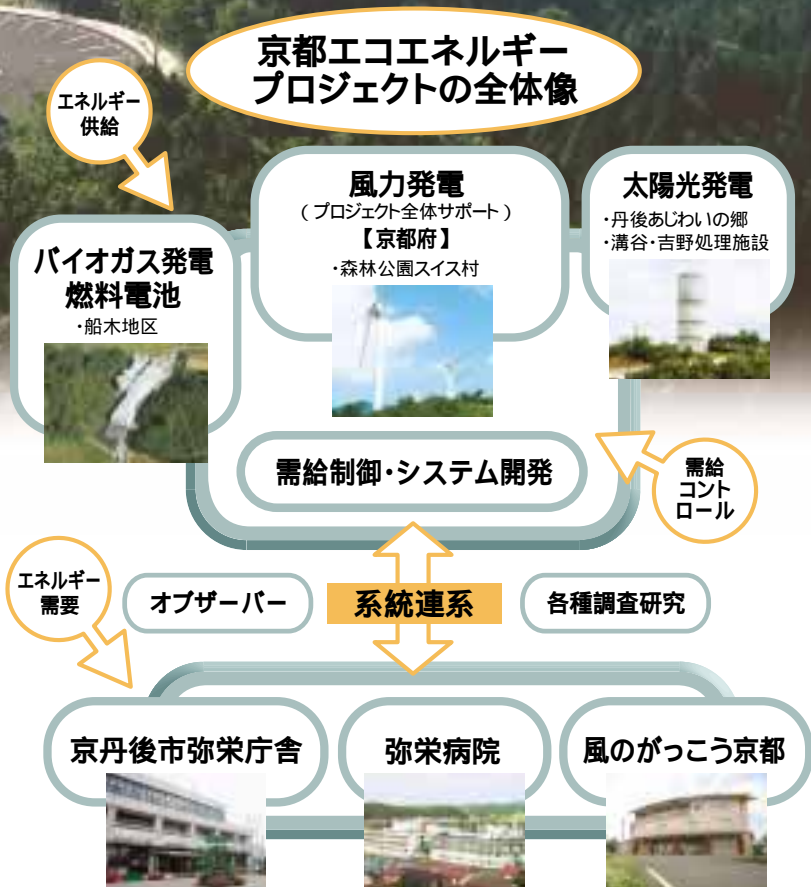 京都エコエネルギー
プロジェクトの全体像
エネルギー
供給
バイオガス発電
燃料電池
・船木地区
風力発電
(プロジェクト全体サポート)
【京都府】
・森林公園スイス村
太陽光発電
・丹後あじわいの郷
・溝谷・吉野処理施設
需給制御・システム開発
需給
コント
ロール
エネルギー
需要
オブザーバー
系統連系
各種調査研究
京丹後市弥栄庁舎
弥栄病院
風のがっこう京都